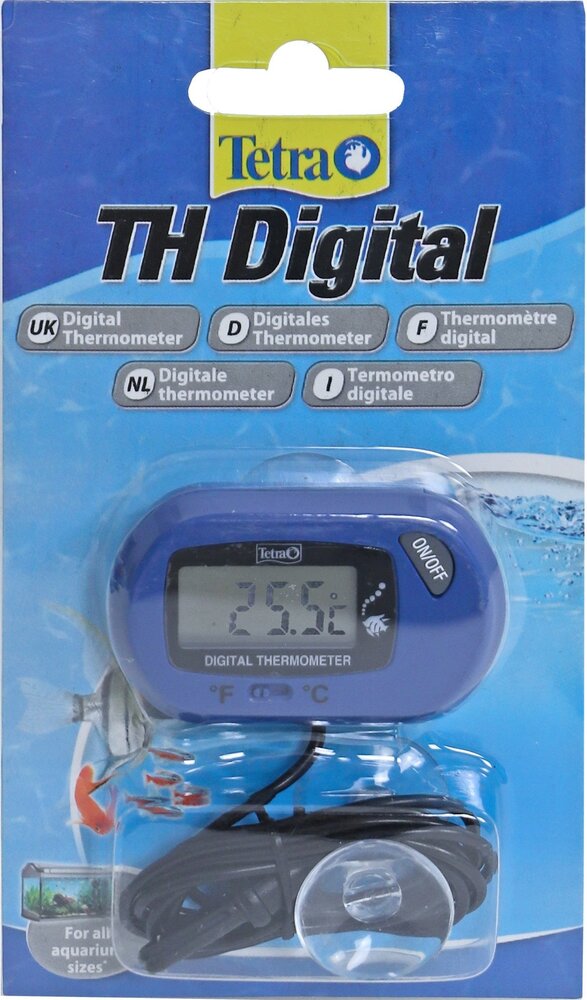 Tetra
TH Digital
UK Digital
Thermometer
D Digitales
Thermometer
F Thermomètre
digital
NL Digitale
thermometer
I Termometro
digitale
Tetra
ON/OFF
25.5°C
DIGITAL THERMOMETER
°F °C
For all
aquarium
sizes*